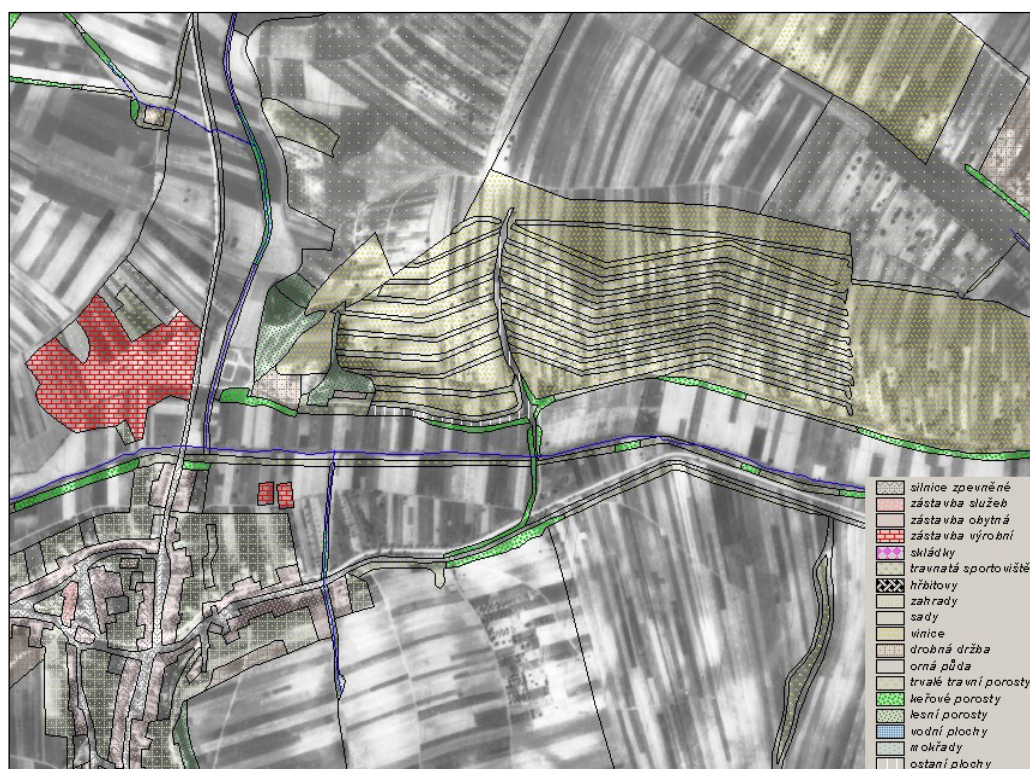 silnice zpevněné
zástavba služeb
zástavba obytná
zástavba výrobní
skládky
travnatá sportoviště
hřbitovy
zahrady
sady
vinice
drobná držba
orná půda
trvalé travní porosty
keřové porosty
lesní porosty
vodní plochy
mokřady
ostaní plochy